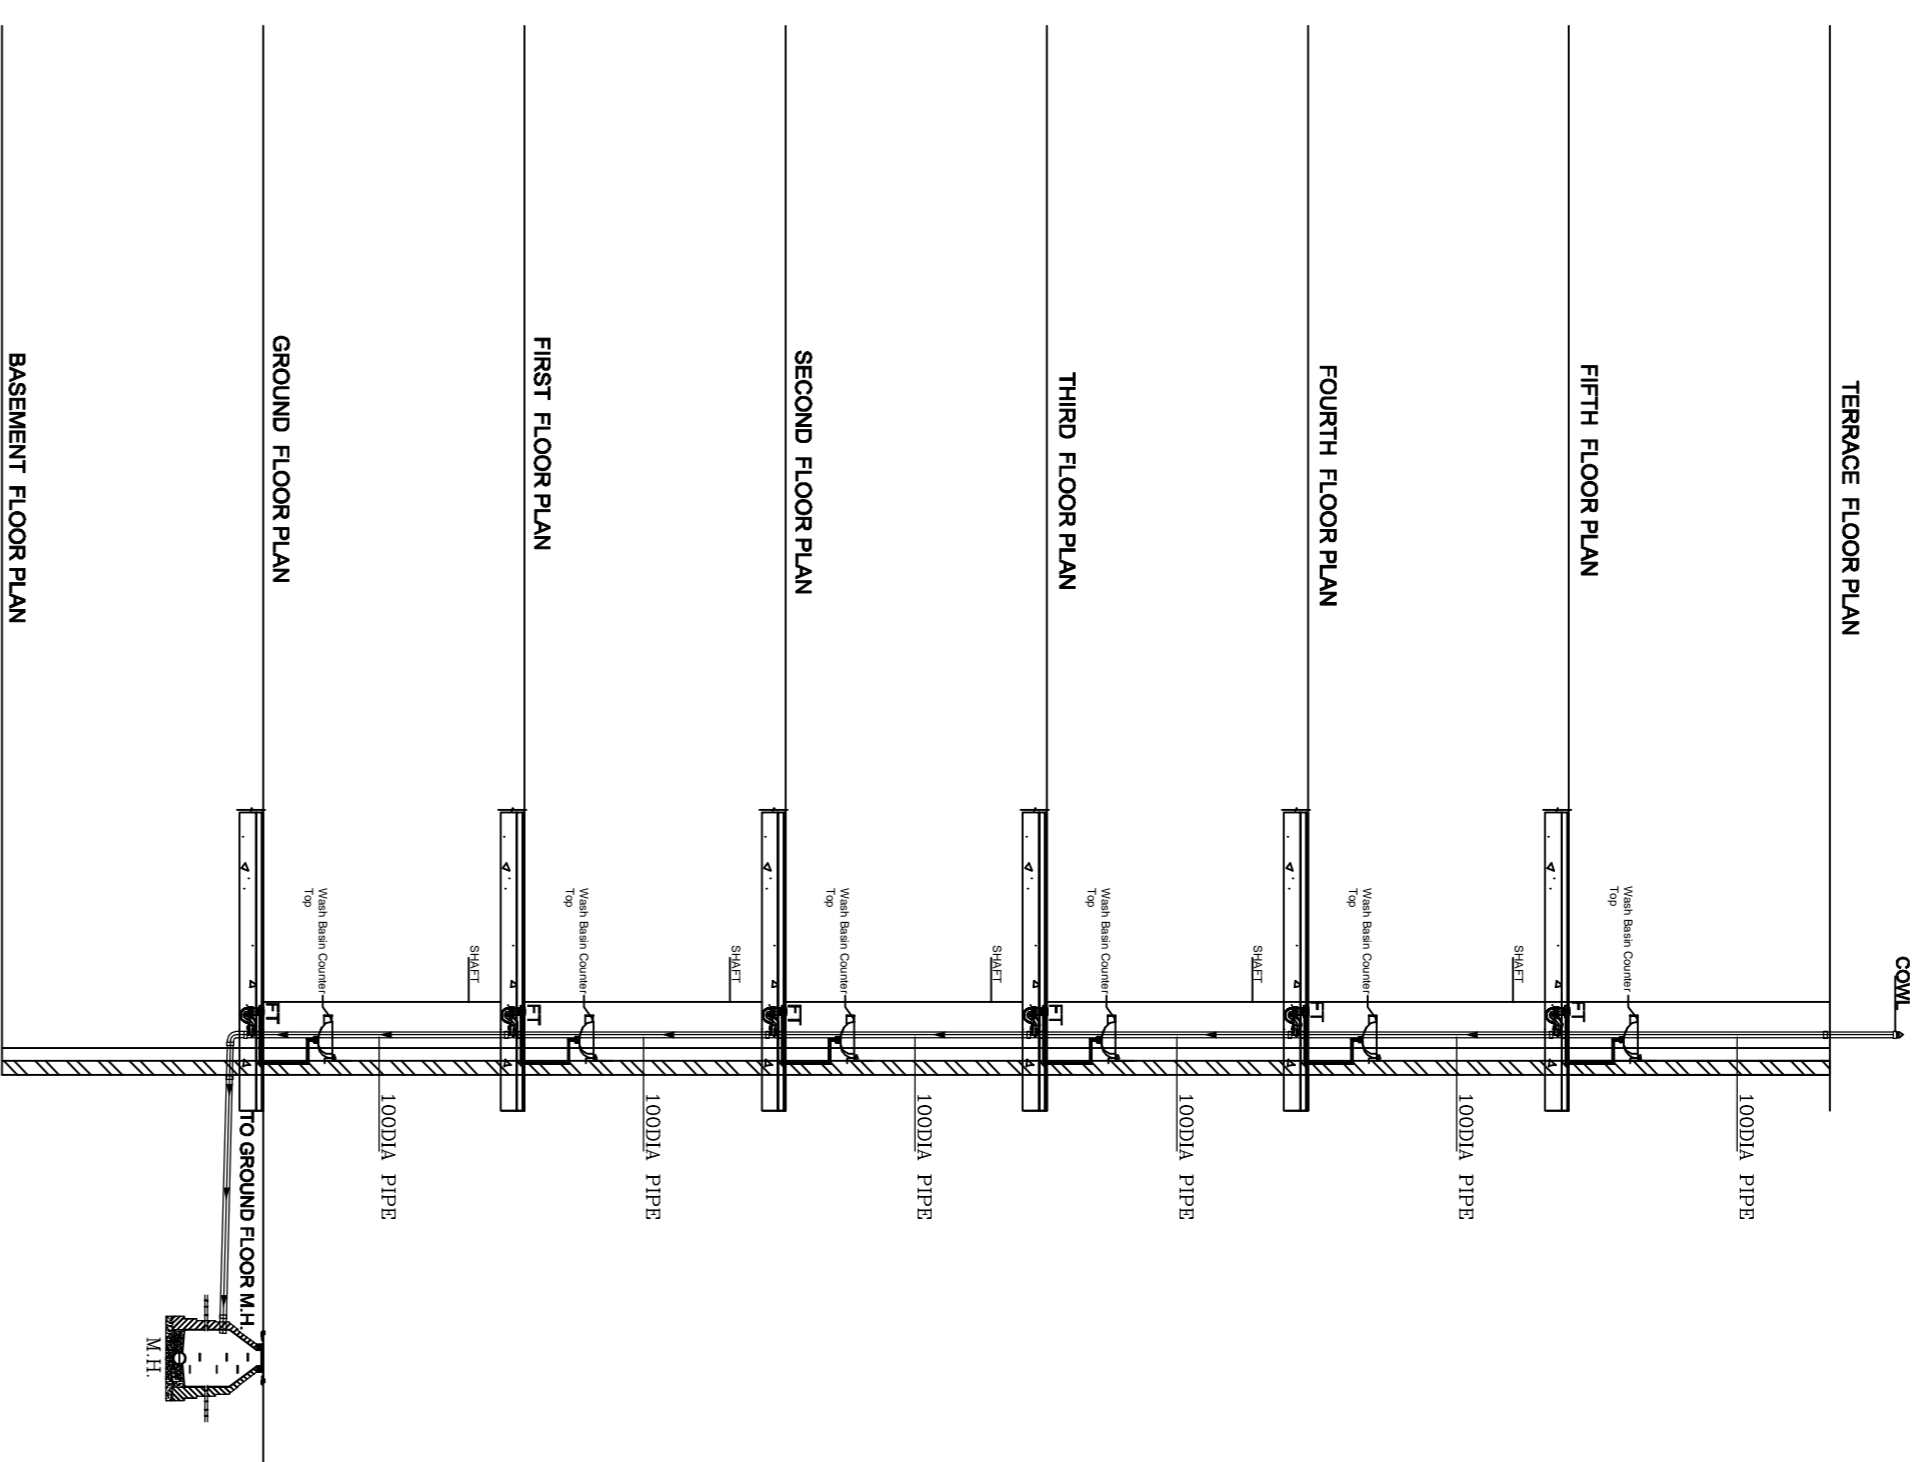 COWL
TERRACE FLOOR PLAN
100DIA PIPE
Wash Basin Counter
Top
FT
FIFTH FLOOR PLAN
SHAFT
100DIA PIPE
Wash Basin Counter
Top
FT
FOURTH FLOOR PLAN
SHAFT
100DIA PIPE
Wash Basin Counter
Top
FT
THIRD FLOOR PLAN
SHAFT
100DIA PIPE
Wash Basin Counter
Top
FT
SECOND FLOOR PLAN
SHAFT
100DIA PIPE
Wash Basin Counter
Top
FT
FIRST FLOOR PLAN
SHAFT
100DIA PIPE
Wash Basin Counter
Top
FT
GROUND FLOOR PLAN
TO GROUND FLOOR M.H.
M.H.
BASEMENT FLOOR PLAN